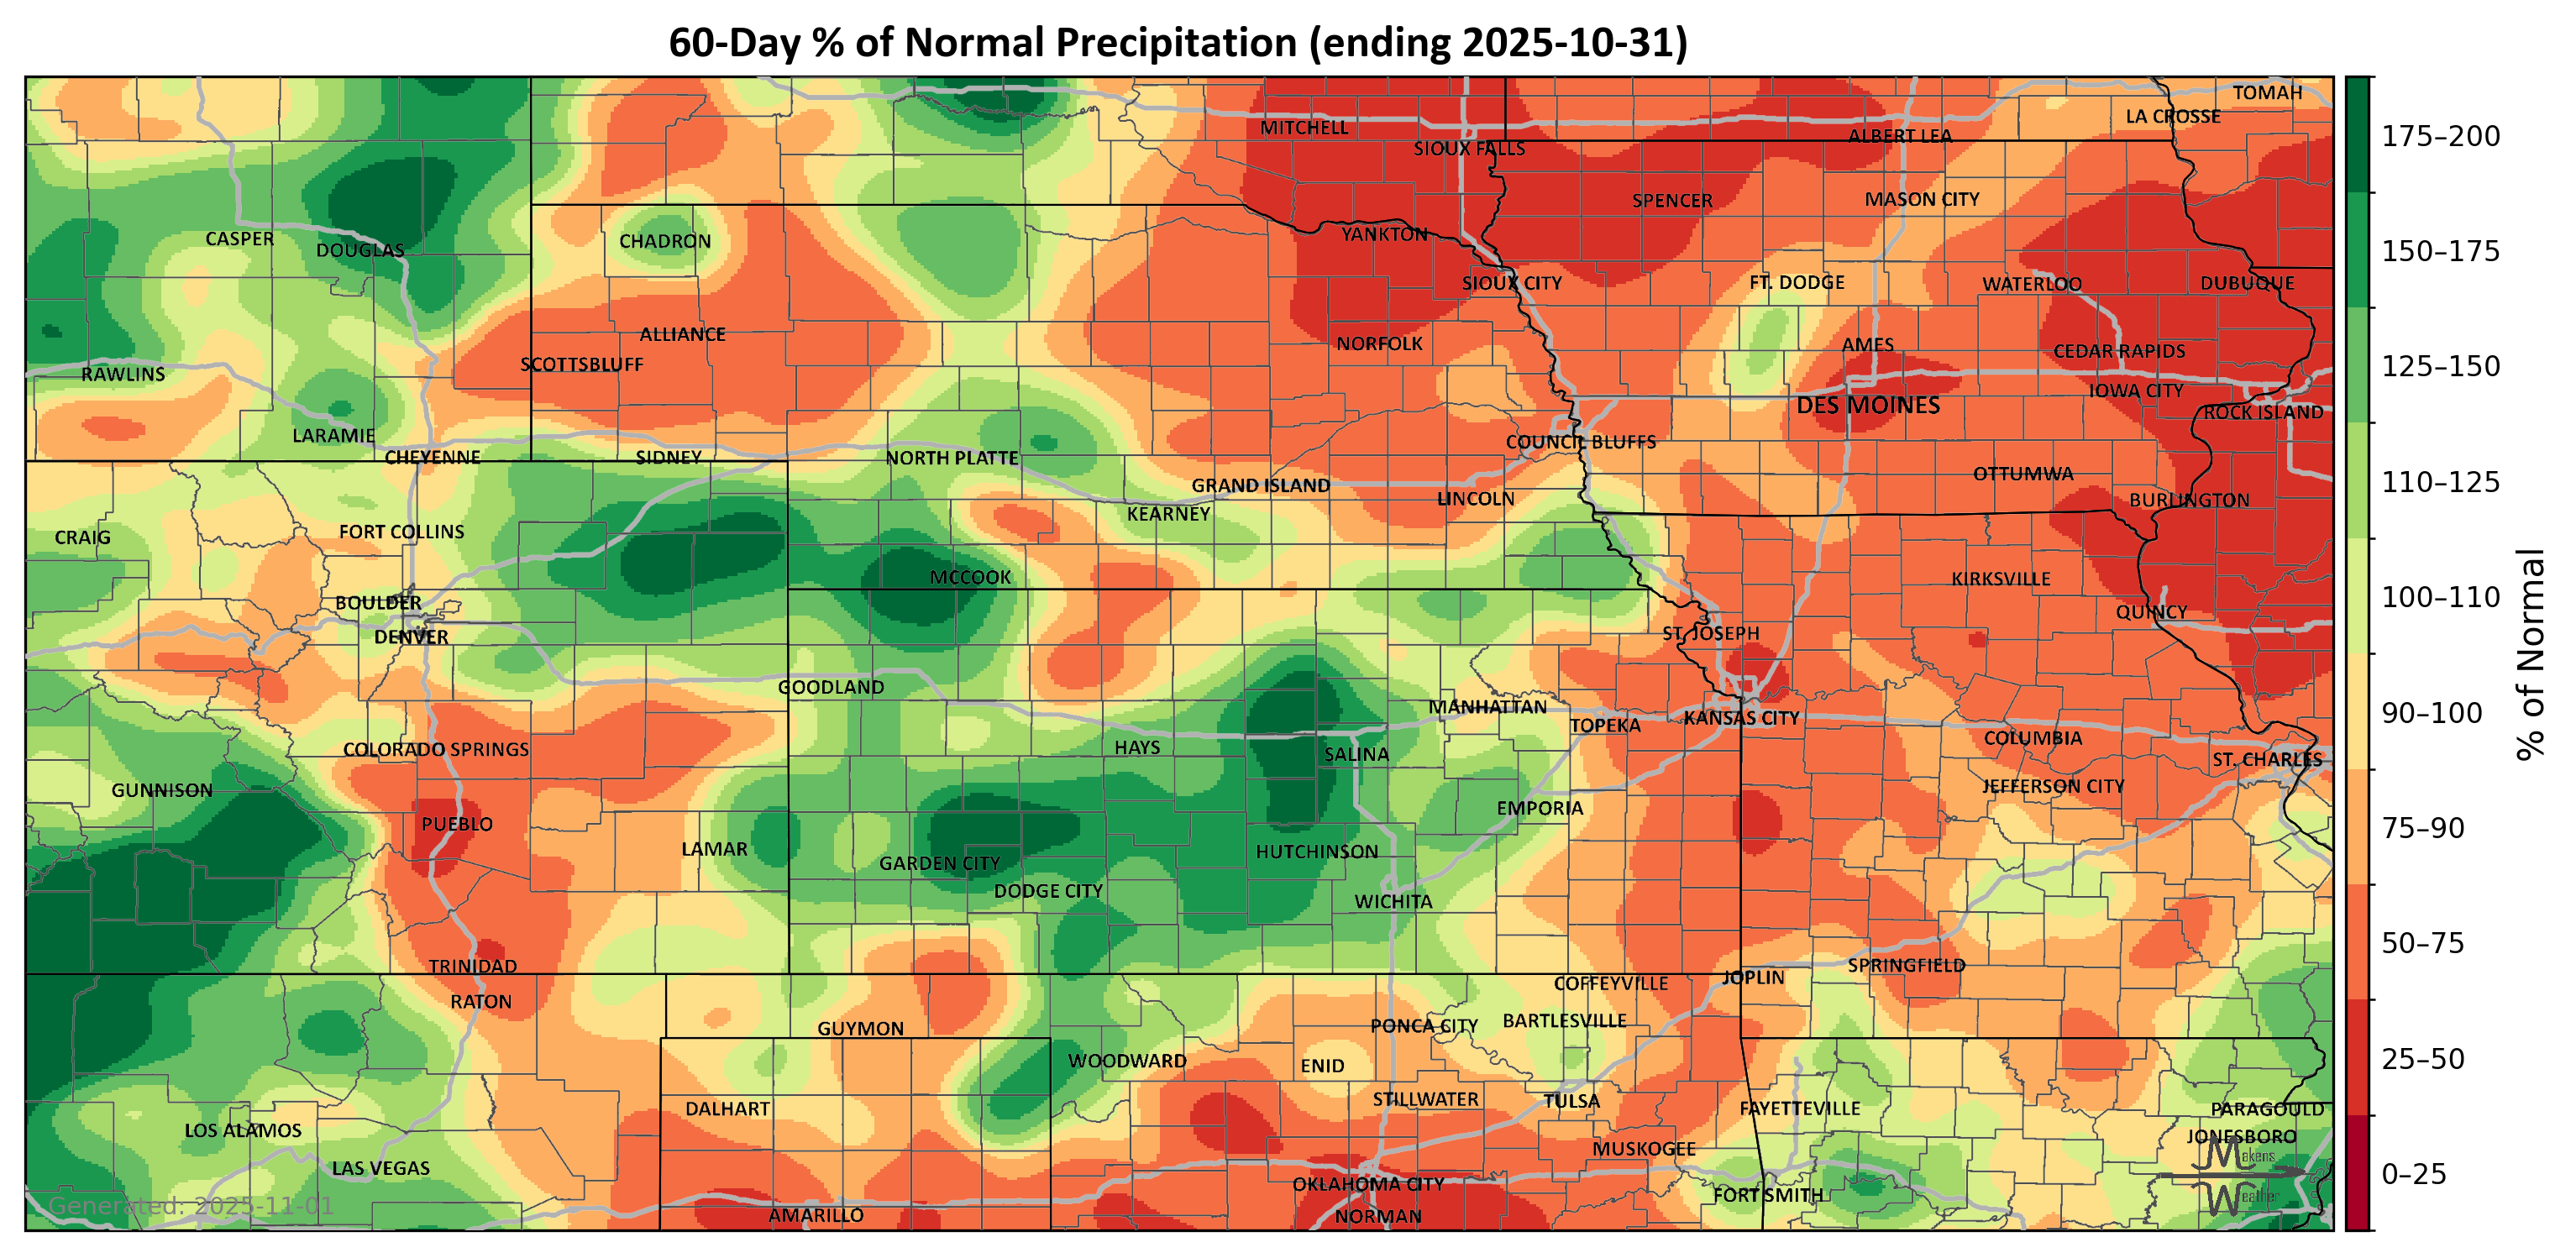 60-Day % of Normal Precipitation (ending 2025-10-31)
TOMAH
LA CROSSE
MITCHELL
ALBERT LEA
SIOUX FALLS
SPENCER
MASON CITY
YANKTON
CASPER
CHADRON
DOUGLAS
SIOUX CITY
FT. DODGE
WATERLOO
DUBUQUE
ALLIANCE
NORFOLK
AMES
CEDAR RAPIDS
SCOTTSBLUFF
RAWLINS
IOWA CITY
DES MOINES
ROCK ISLAND
LARAMIE
COUNCIL BLUFFS
CHEYENNE
SIDNEY
NORTH PLATTE
OTTUMWA
GRAND ISLAND
LINCOLN
BURLINGTON
KEARNEY
FORT COLLINS
CRAIG
MCCOOK
KIRKSVILLE
BOULDER
QUINCY
DENVER
ST. JOSEPH
GOODLAND
MANHATTAN
TOPEKA
KANSAS CITY
COLUMBIA
COLORADO SPRINGS
HAYS
SALINA
ST. CHARLES
GUNNISON
JEFFERSON CITY
EMPORIA
PUEBLO
LAMAR
HUTCHINSON
GARDEN CITY
DODGE CITY
WICHITA
TRINIDAD
SPRINGFIELD
JOPLIN
COFFEYVILLE
RATON
GUYMON
PONCA CITY
BARTLESVILLE
WOODWARD
ENID
STILLWATER
TULSA
DALHART
FAYETTEVILLE
PARAGOULD
LOS ALAMOS
JONESBORO
MUSKOGEE
LAS VEGAS
OKLAHOMA CITY
FORT SMITH
AMARILLO
NORMAN
Makens
Weather
Generated: 2025-11-01
175–200
150–175
125–150
110–125
100–110
90–100
75–90
50–75
25–50
0–25
% of Normal